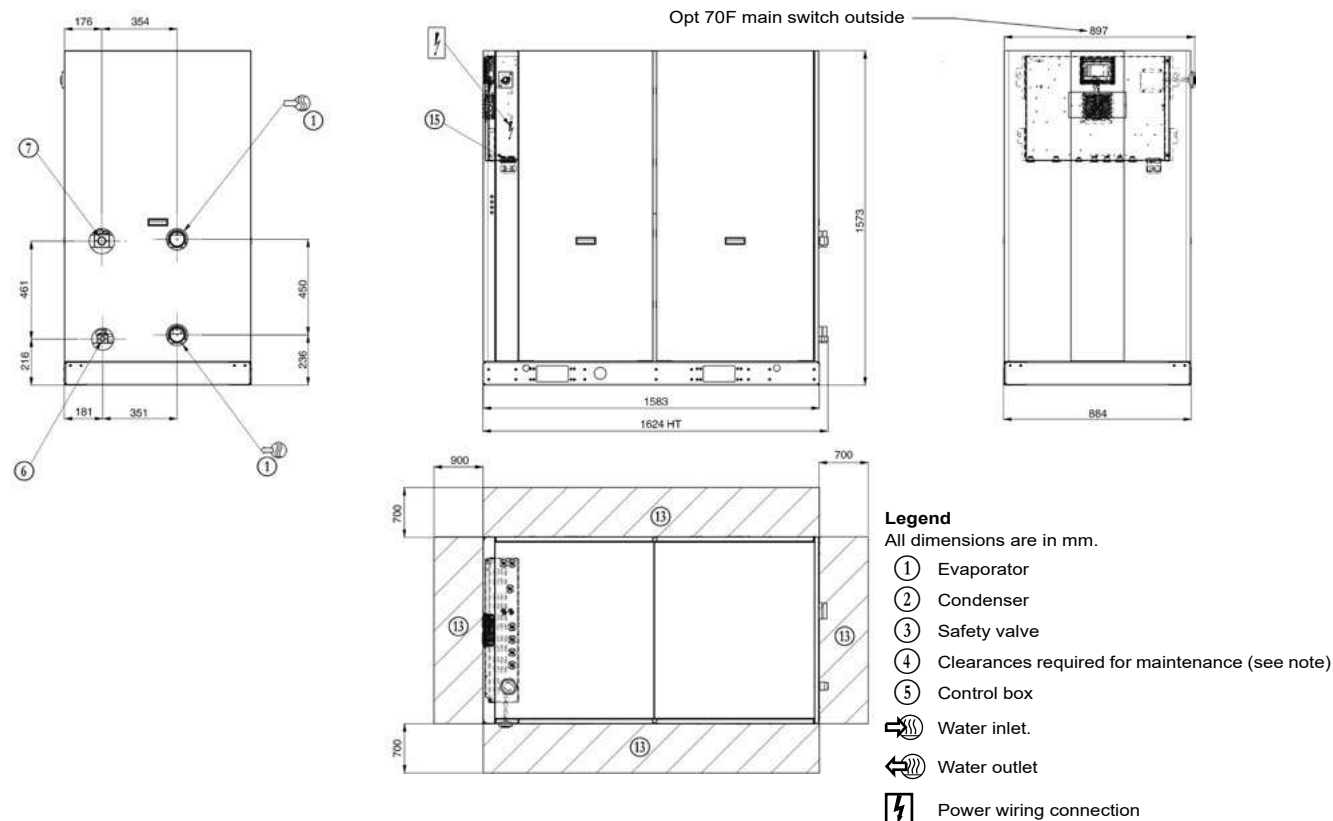 Opt 70F main switch outside
176 354
897
15
1
7
1573
461
450
216
236
181 351
1583
884
1624 HT
6
1
900
700
700
13
13
13
13
700
Legend
All dimensions are in mm.
1 Evaporator
2 Condenser
3 Safety valve
4 Clearances required for maintenance (see note)
5 Control box
Water inlet.
Water outlet
Power wiring connection